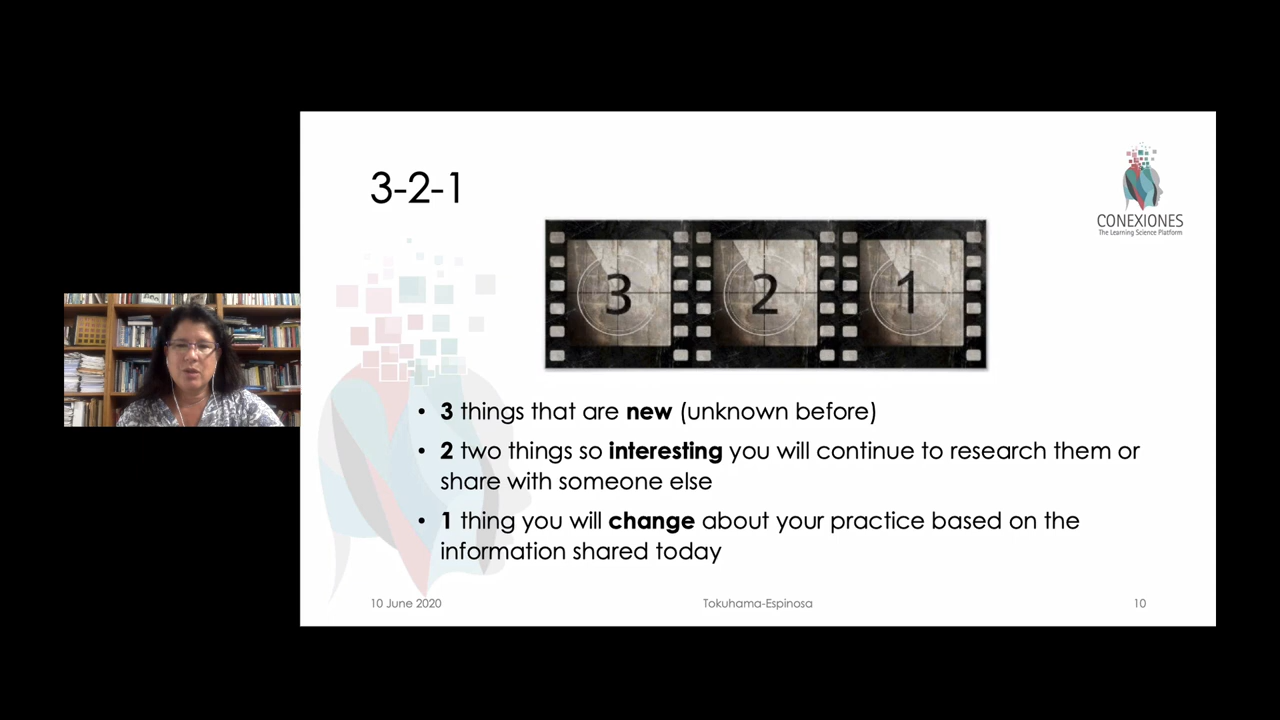 3-2-1
CONEXIONES
The Learning Science Platform
3 2 1
• 3 things that are new (unknown before)
• 2 two things so interesting you will continue to research them or
share with someone else
• 1 thing you will change about your practice based on the
information shared today
10 June 2020 Tokuhama-Espinosa 10